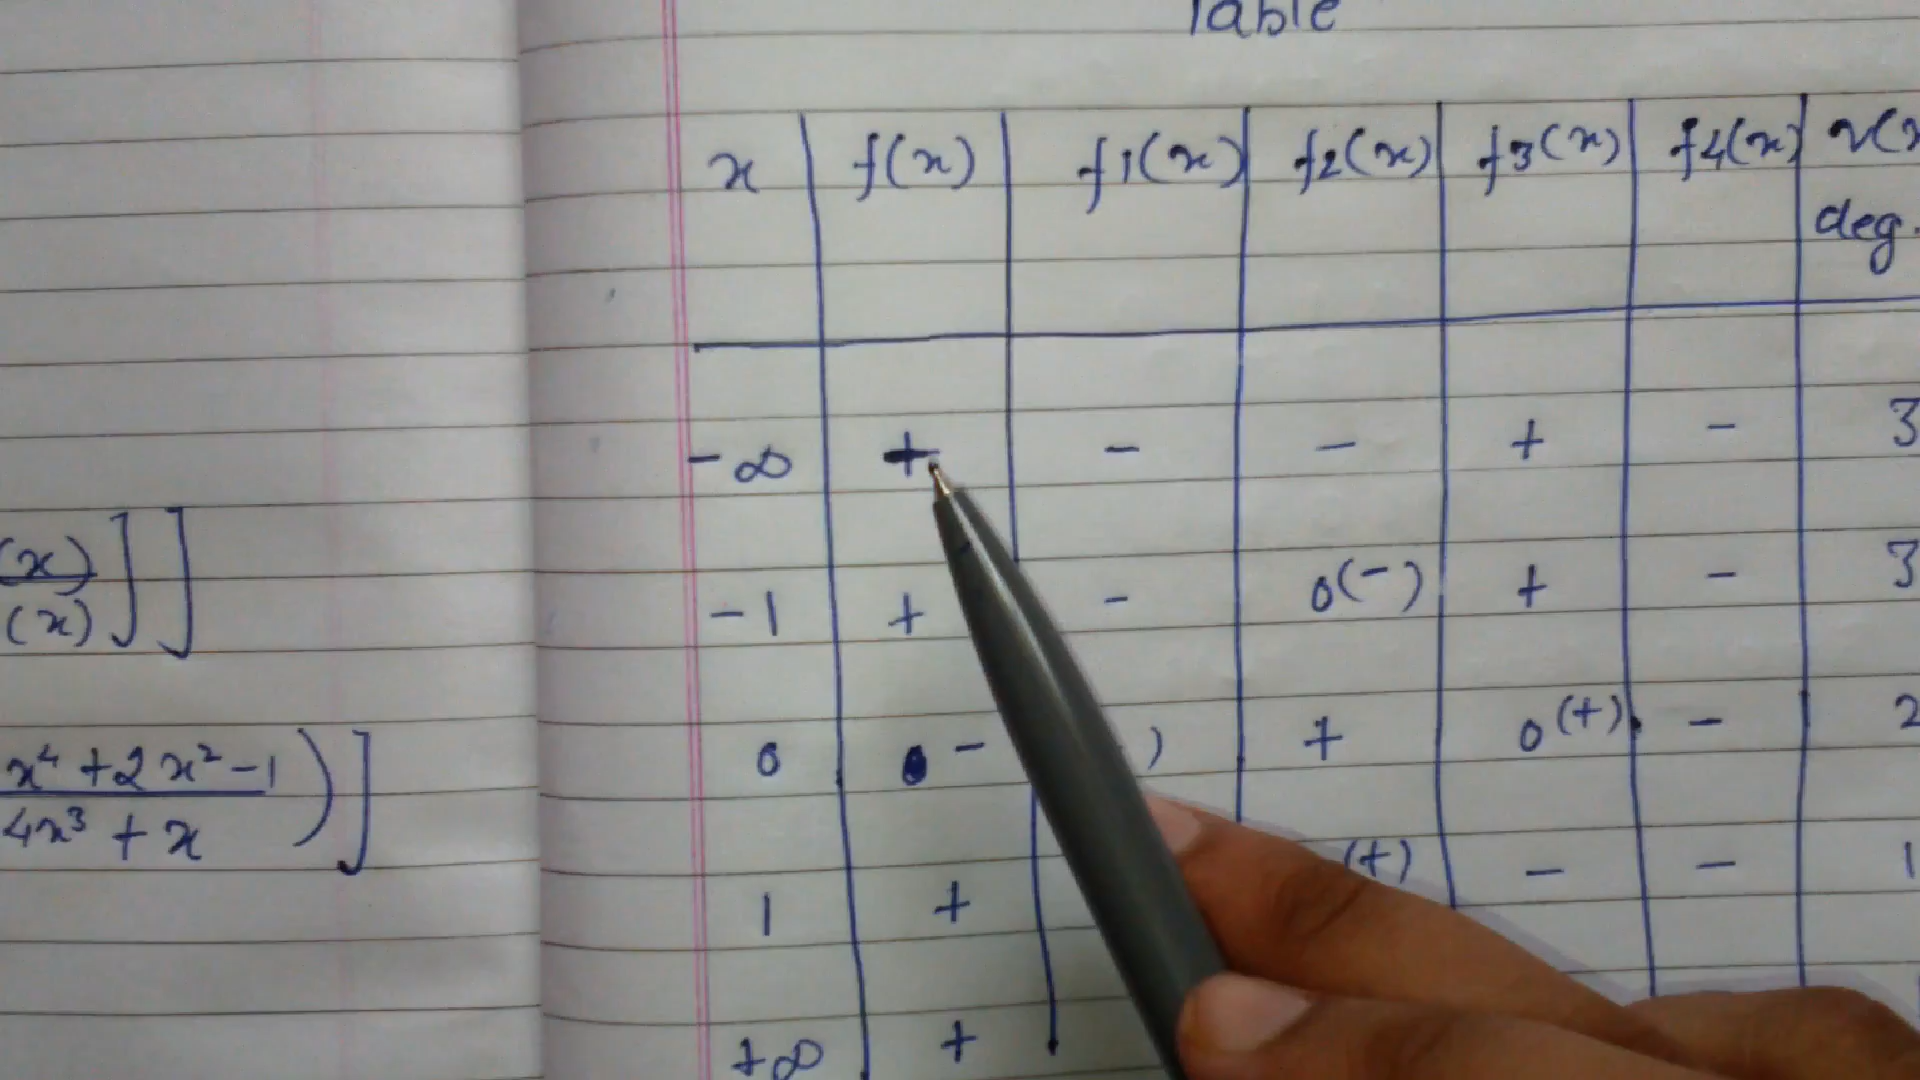 (x)
(x)
x⁴ + 2x² - 1
4x³ + x
Table
x f(x) f1(x) f2(x) f3(x) f4(x) v(x
deg.
-∞ + - - + - 3
-1 + - 0(-) + - 3
0 0 - ) + 0(+) - 2
1 + (+) - - 1
+∞ +